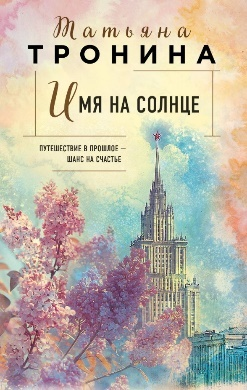 Татьяна
ТРОНИНА
Имя на солнце
ПУТЕШЕСТВИЕ В ПРОШЛОЕ –
ШАНС НА СЧАСТЬЕ